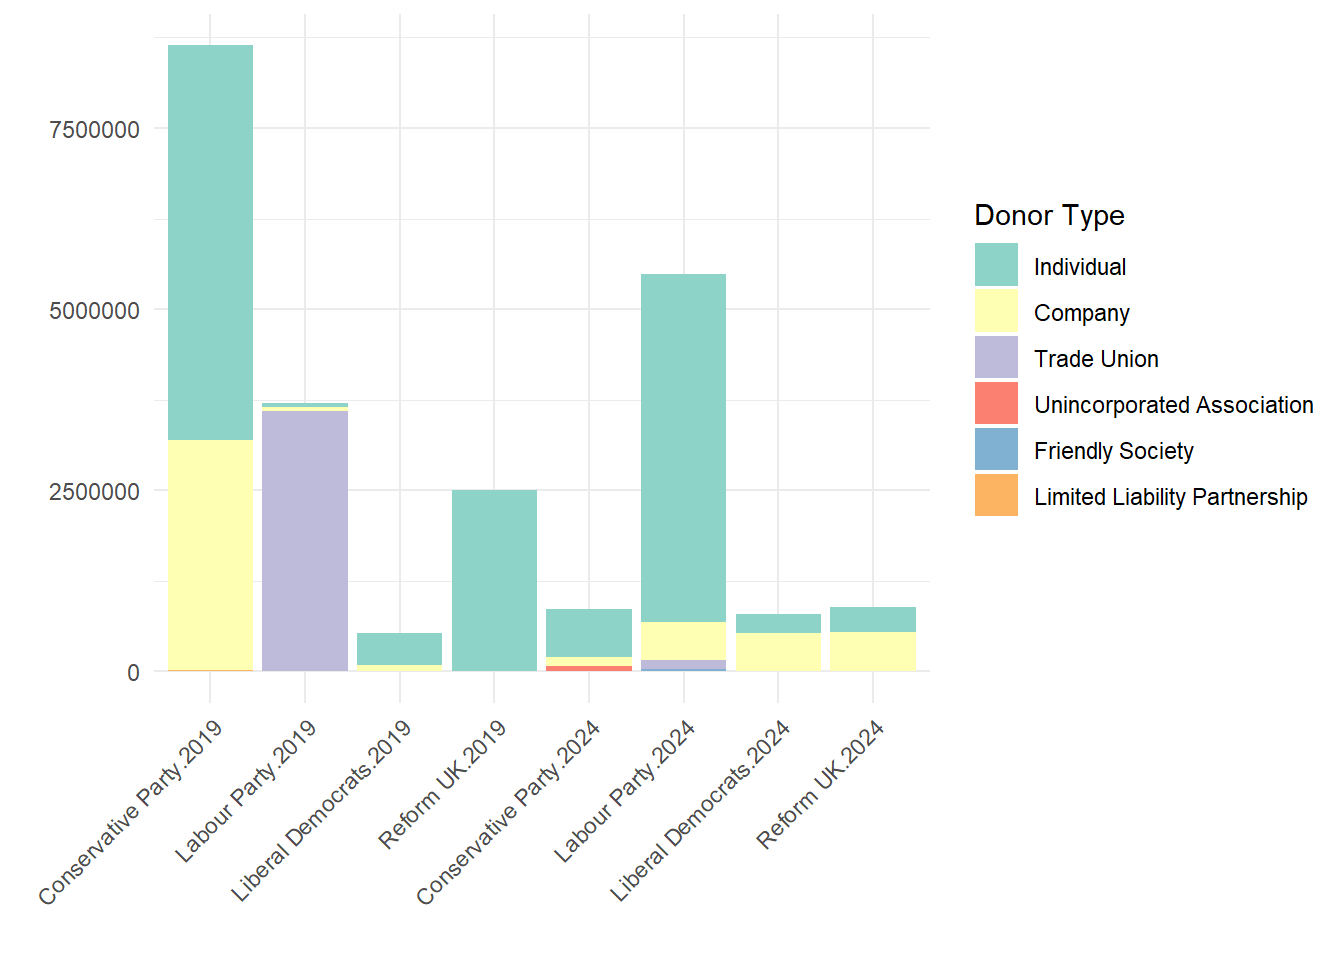 7500000
5000000
2500000
0
Conservative Party.2019
Labour Party.2019
Liberal Democrats.2019
Reform UK.2019
Conservative Party.2024
Labour Party.2024
Liberal Democrats.2024
Reform UK.2024
Donor Type
Individual
Company
Trade Union
Unincorporated Association
Friendly Society
Limited Liability Partnership